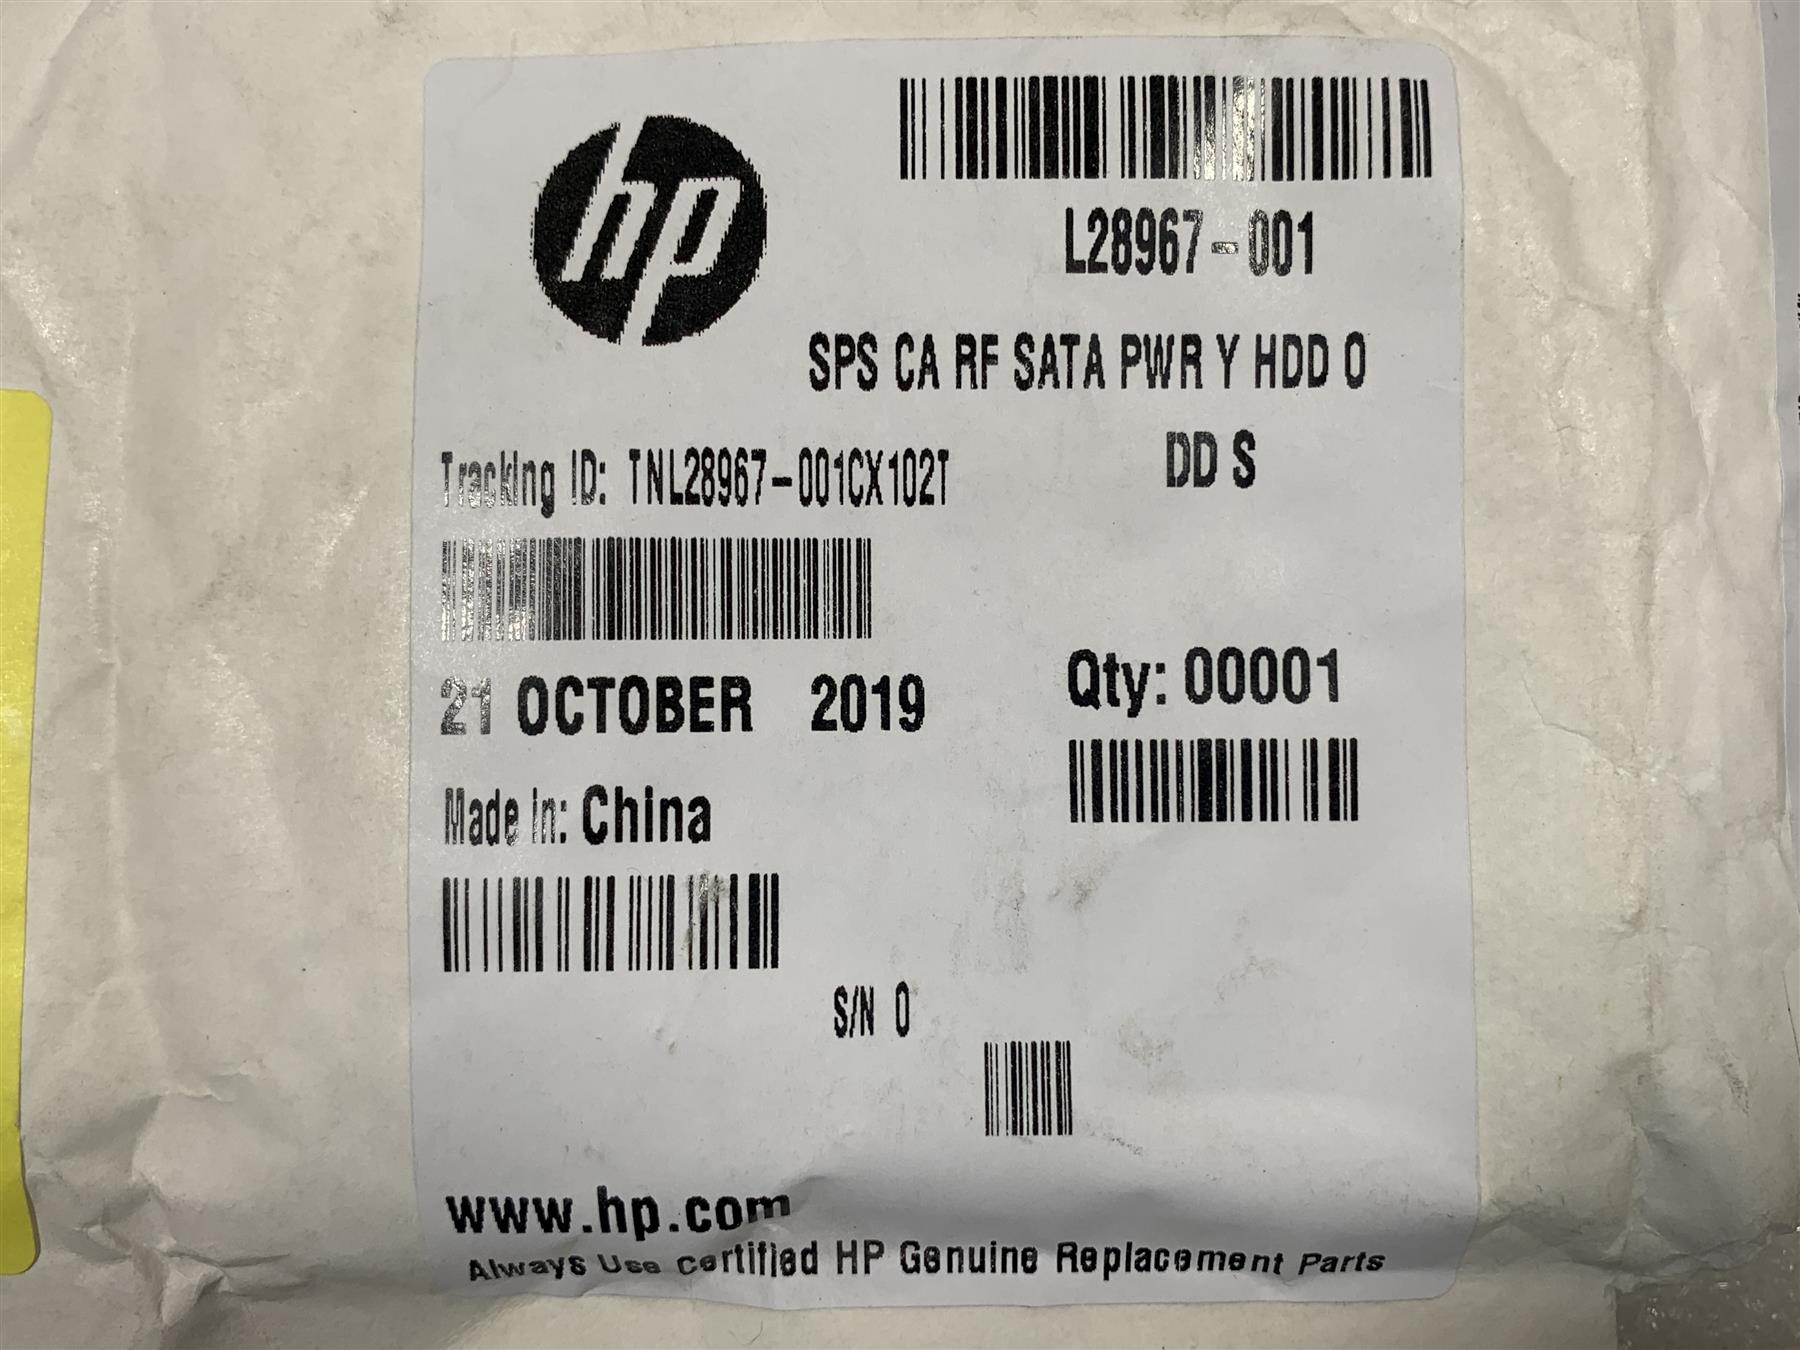 hp
L28967-001
SPS CA RF SATA PWR Y HDD O
DD S
Tracking ID: TNL28967-001CX102T
21 OCTOBER 2019
Qty: 00001
Made in: China
S/N 0
www.hp.com
Always Use certified HP Genuine Replacement Parts